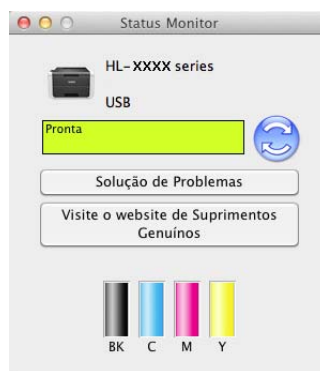 Status Monitor
HL-XXXX series
USB
Pronta
Solução de Problemas
Visite o website de Suprimentos
Genuínos
BK C M Y